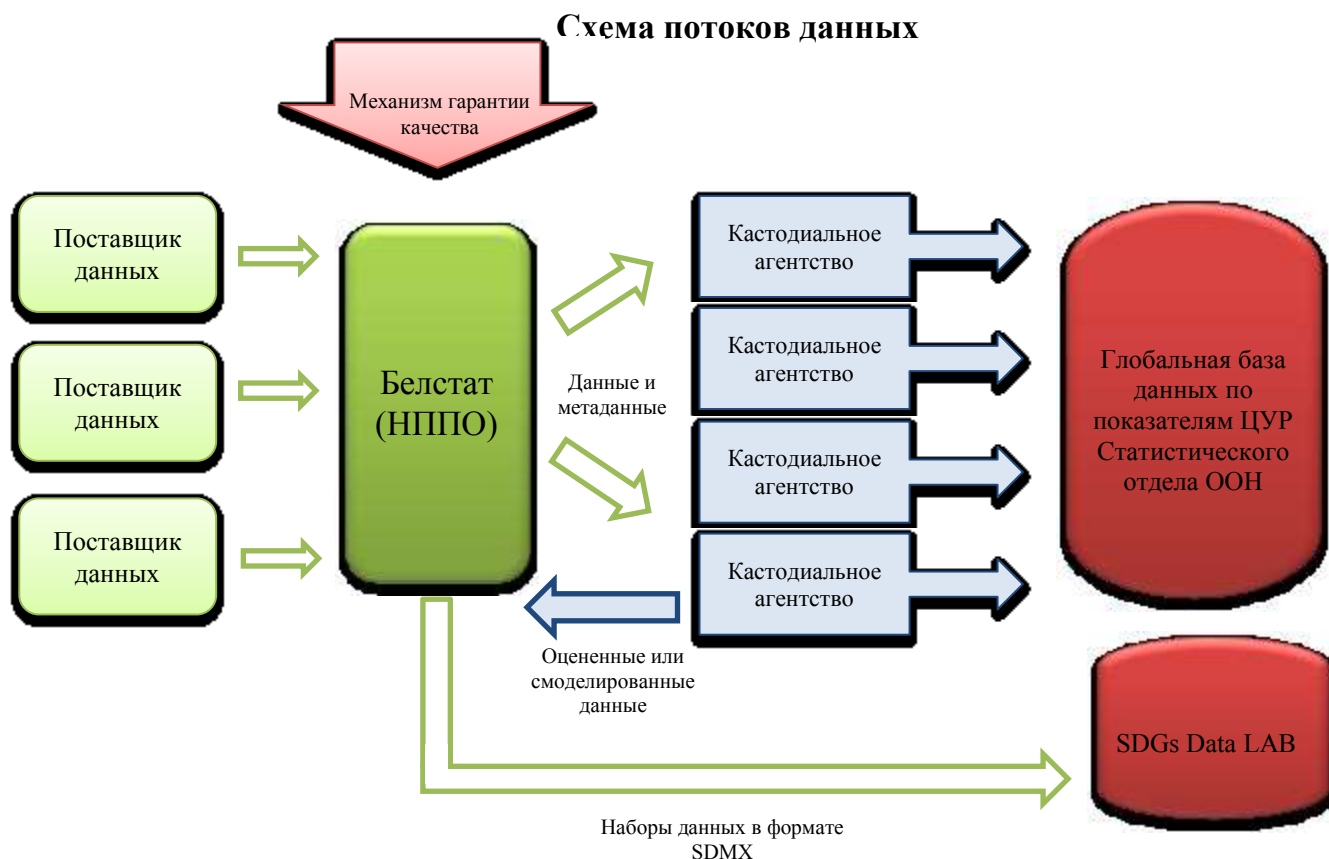 Схема потоков данных
Механизм гарантии
качества
Поставщик
данных
Поставщик
данных
Поставщик
данных
Белстат
(НППО)
Данные и
метаданные
Кастодиальное
агентство
Кастодиальное
агентство
Кастодиальное
агентство
Кастодиальное
агентство
Оцененные или
смоделированные
данные
Глобальная база
данных по
показателям ЦУР
Статистического
отдела ООН
SDGs Data LAB
Наборы данных в формате
SDMX